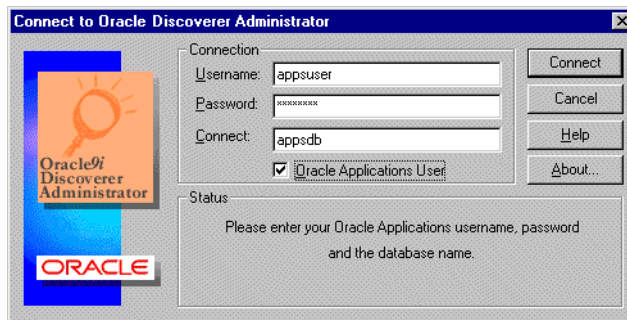 Connect to Oracle Discoverer Administrator
Connection
Username:
appsuser
Password:
********
Connect:
appsdb
Oracle Applications User
Connect
Cancel
Help
About...
Oracle9i
Discoverer
Administrator
ORACLE
Status
Please enter your Oracle Applications username, password
and the database name.